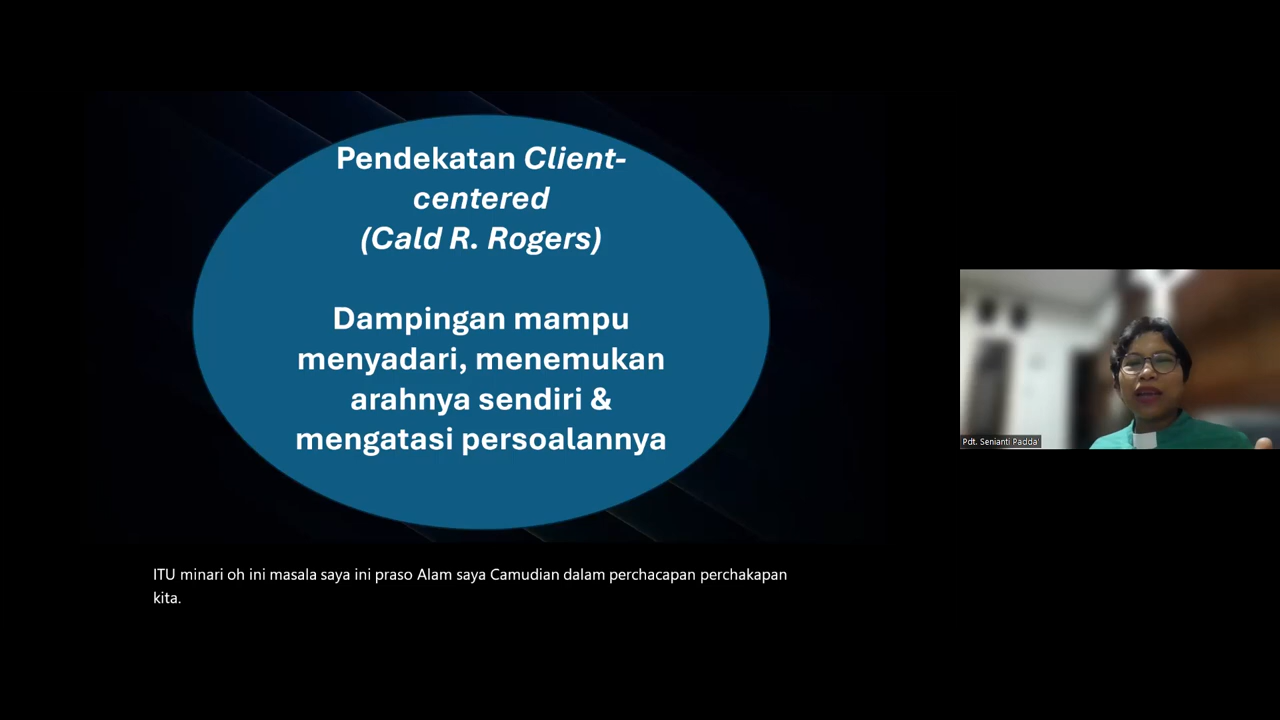 Pendekatan Client-
centered
(Cald R. Rogers)
Dampingan mampu
menyadari, menemukan
arahnya sendiri &
mengatasi persoalannya
Pdt. Senianti Padda'
ITU minari oh ini masala saya ini praso Alam saya Camudian dalam perchacapan perchakapan
kita.